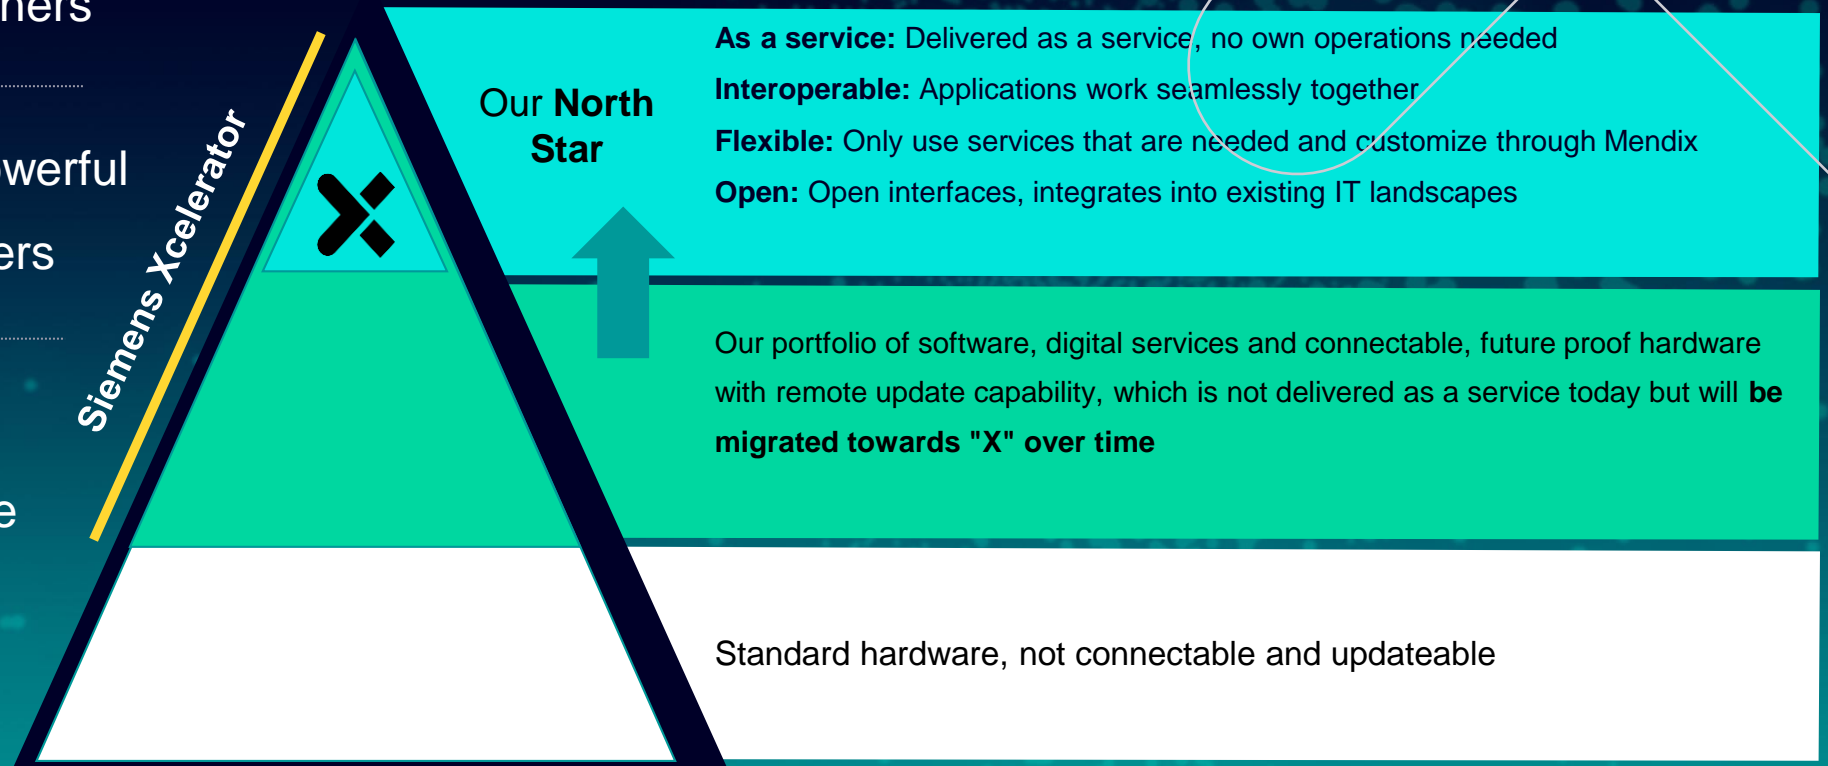 Siemens Xcelerator
Our North
Star
As a service: Delivered as a service, no own operations needed
Interoperable: Applications work seamlessly together
Flexible: Only use services that are needed and customize through Mendix
Open: Open interfaces, integrates into existing IT landscapes
Our portfolio of software, digital services and connectable, future proof hardware
with remote update capability, which is not delivered as a service today but will be
migrated towards "X" over time
Standard hardware, not connectable and updateable